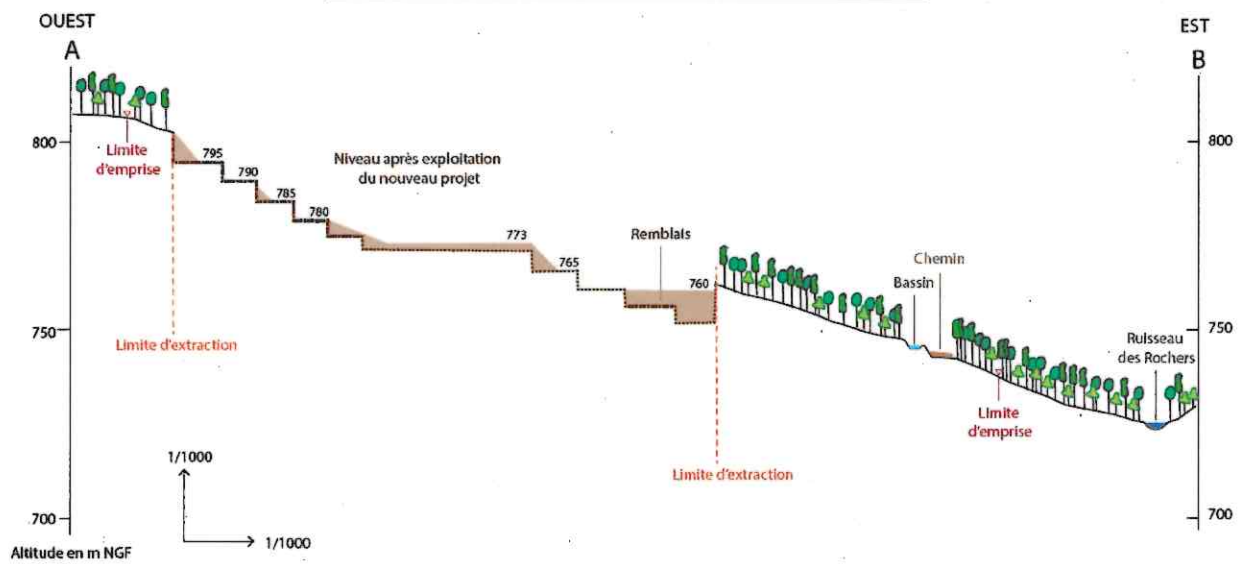 OUEST
A
EST
B
800
800
Limite
d'emprise
795
790
785
780
Niveau après exploitation
du nouveau projet
773
765
Remblais
760
Chemin
Bassin
750
750
Limite d'extraction
Ruisseau
des Rochers
Limite
d'emprise
Limite d'extraction
1/1000
1/1000
700
700
Altitude en m NGF